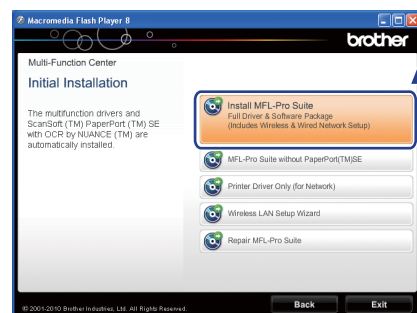 Macromedia Flash Player 8
brother
Multi-Function Center
Initial Installation
The multifunction drivers and
ScanSoft (TM) PaperPort (TM) SE
with OCR by NUANCE (TM) are
automatically installed.
Install MFL-Pro Suite
Full Driver & Software Package
(Includes Wireless & Wired Network Setup)
MFL-Pro Suite without PaperPort(TM)SE
Printer Driver Only (for Network)
Wireless LAN Setup Wizard
Repair MFL-Pro Suite
© 2001-2010 Brother Industries, Ltd. All Rights Reserved.
Back
Exit